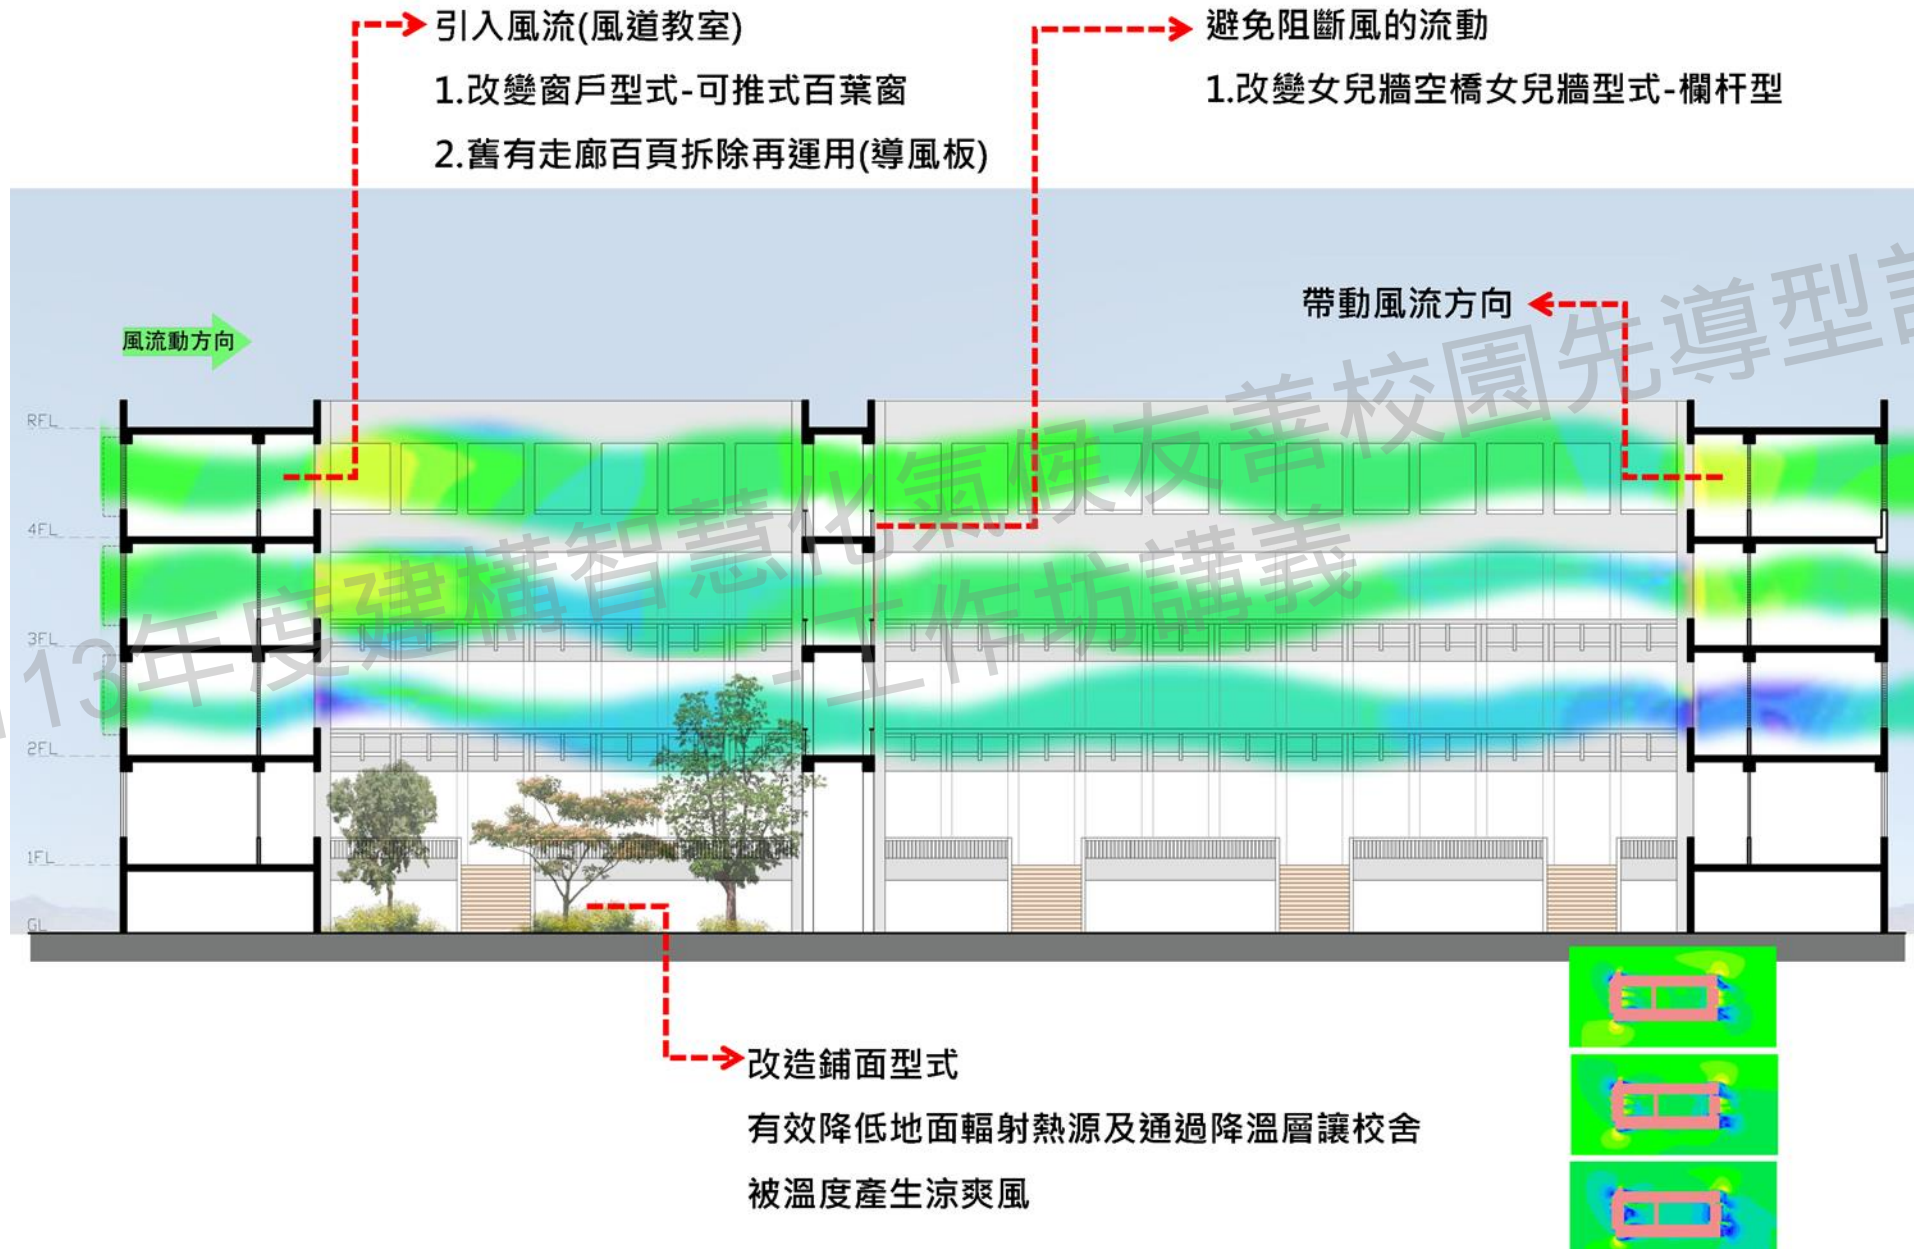 引入風流(風道教室)
1.改變窗戶型式-可推式百葉窗
2.舊有走廊百頁拆除再運用(導風板)
避免阻斷風的流動
1.改變女兒牆空橋女兒牆型式-欄杆型
帶動風流方向
風流動方向
RFL
4FL
3FL
2FL
1FL
GL
13年度建構智慧化氣候友善校園先導型計
-工作坊講義
改造鋪面型式
有效降低地面輻射熱源及通過降溫層讓校舍
被溫度產生涼爽風